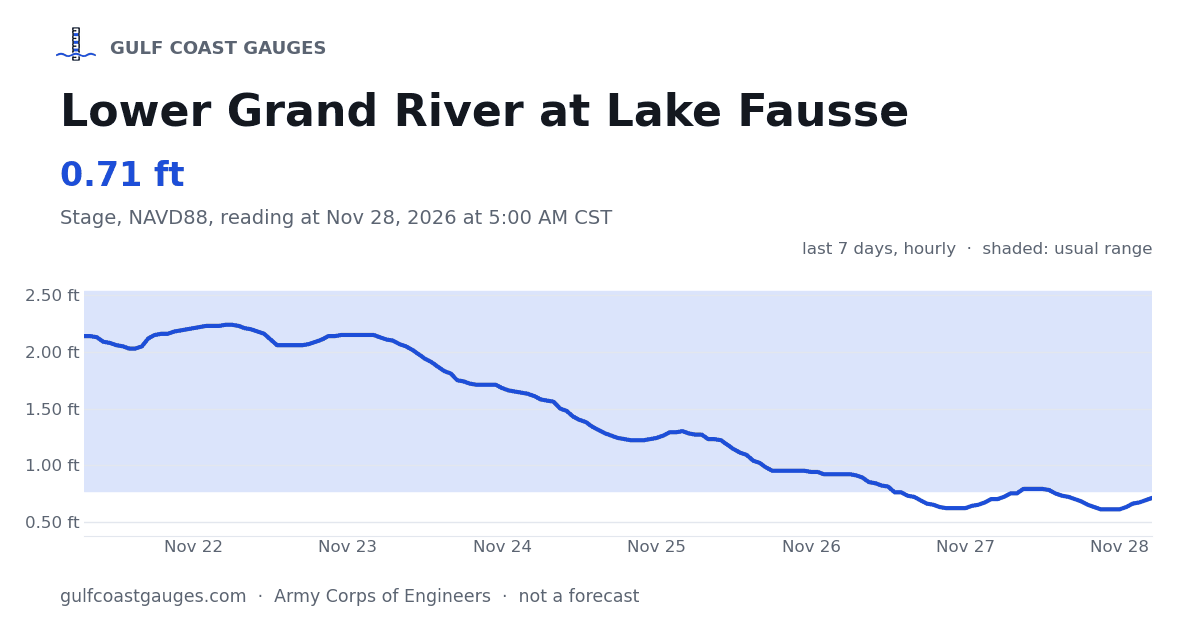 GULF COAST GAUGES
Lower Grand River at Lake Fausse
0.71 ft
Stage, NAVD88, reading at Nov 28, 2026 at 5:00 AM CST
last 7 days, hourly · shaded: usual range
2.50 ft
2.00 ft
1.50 ft
1.00 ft
0.50 ft
Nov 22 Nov 23 Nov 24 Nov 25 Nov 26 Nov 27 Nov 28
gulfcoastgauges.com · Army Corps of Engineers · not a forecast